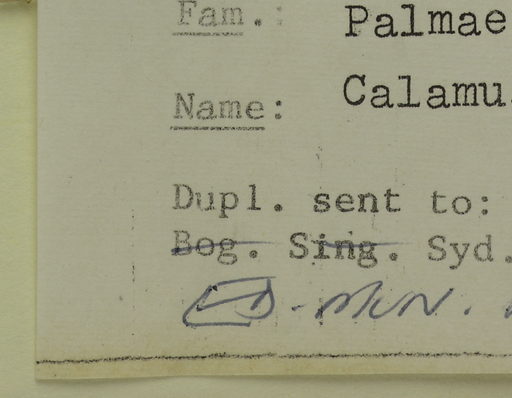 Fam.: Palmae
Name: Calamu
Dupl. sent to:
Bog. Sing. Syd.